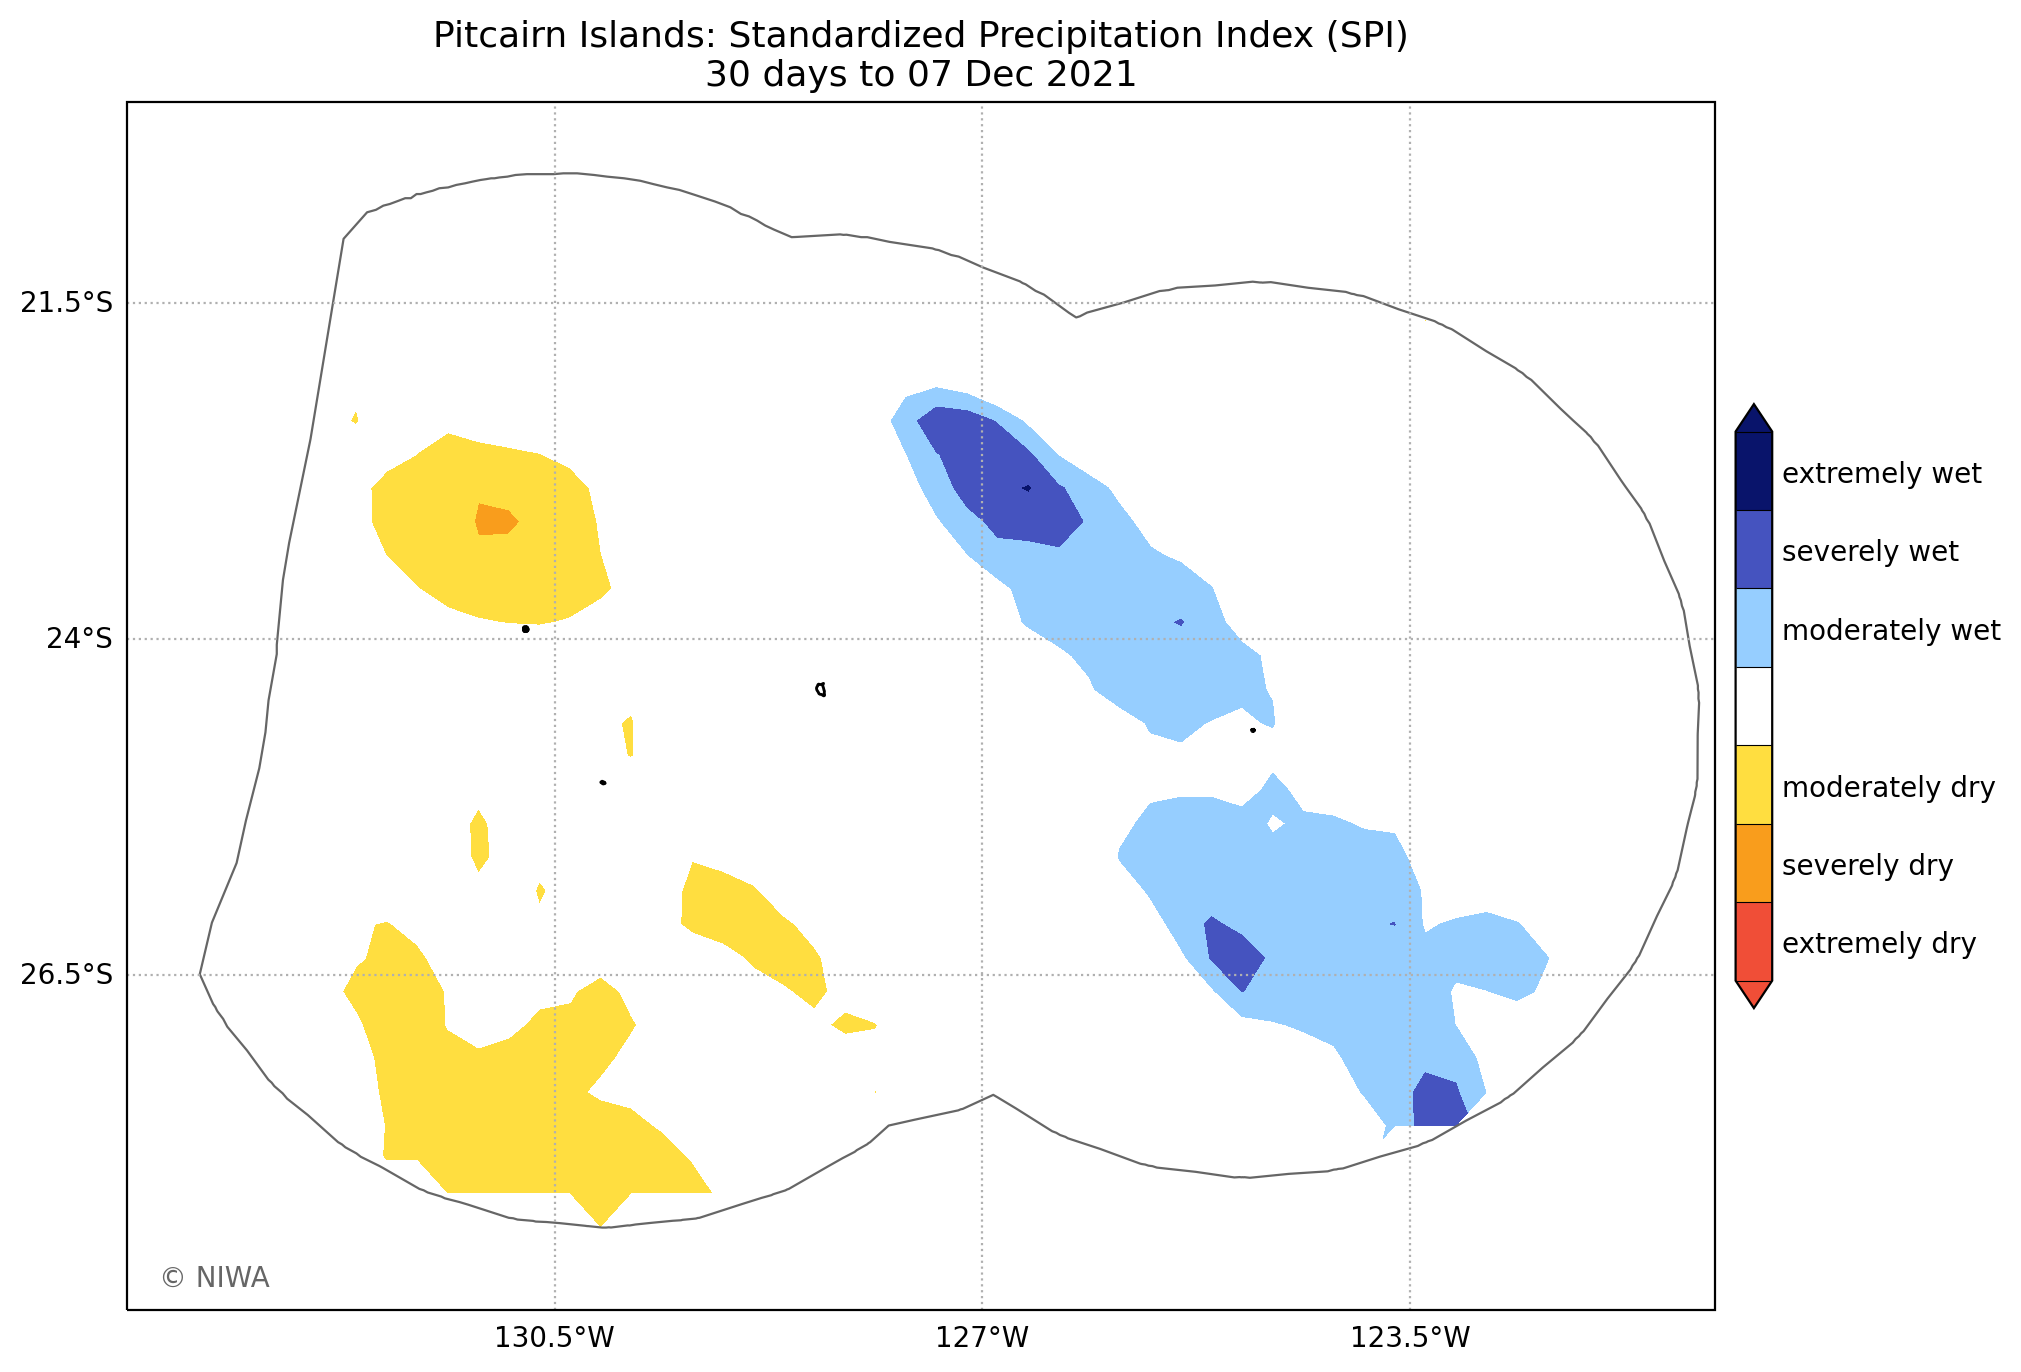 Pitcairn Islands: Standardized Precipitation Index (SPI)
30 days to 07 Dec 2021
21.5°S
24°S
26.5°S
130.5°W
127°W
123.5°W
© NIWA
extremely wet
severely wet
moderately wet
moderately dry
severely dry
extremely dry